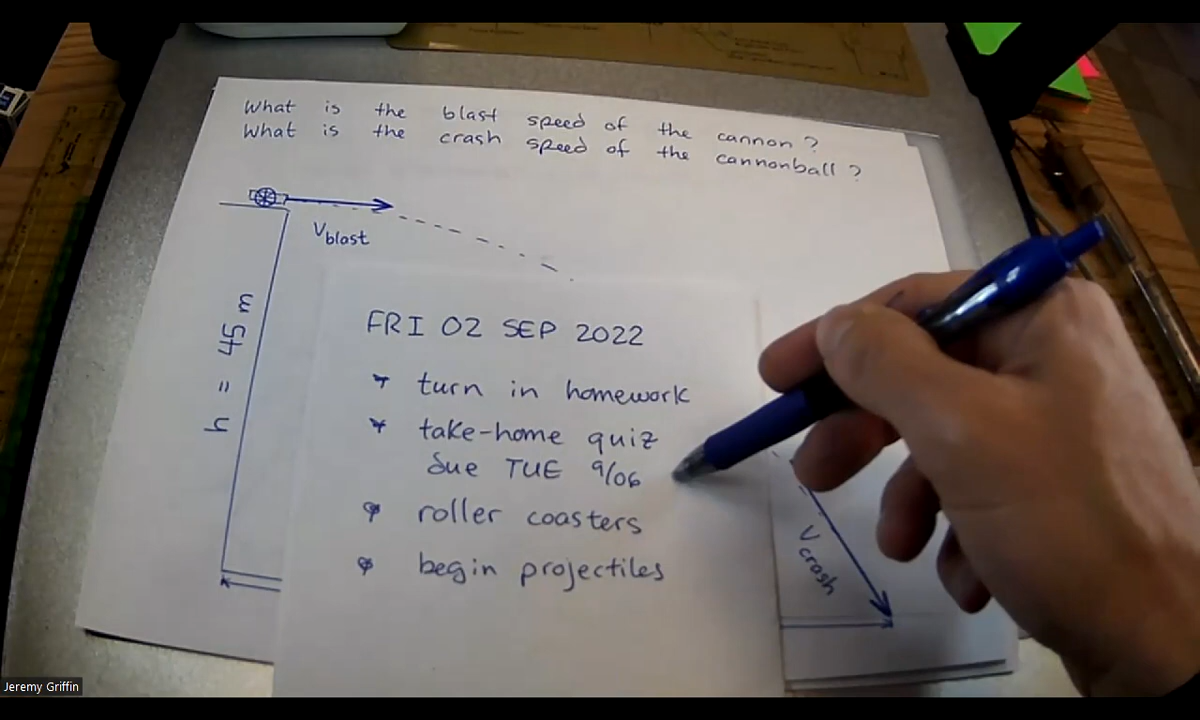 What is the blast speed of the cannon?
What is the crash speed of the cannonball?
Vblast
h = 45 m
FRI 02 SEP 2022
* turn in homework
* take-home quiz
due TUE 9/06
roller coasters
begin projectiles
Vcrash
Jeremy Griffin